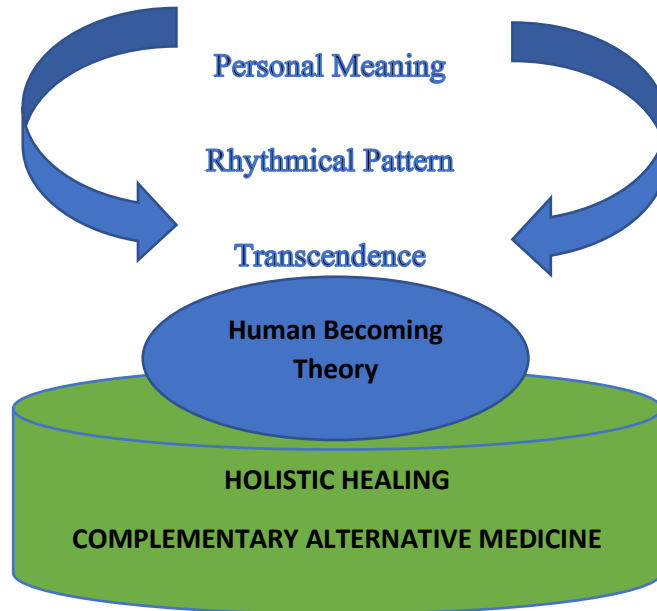 Personal Meaning
Rhythmical Pattern
Transcendence
Human Becoming
Theory
HOLISTIC HEALING
COMPLEMENTARY ALTERNATIVE MEDICINE